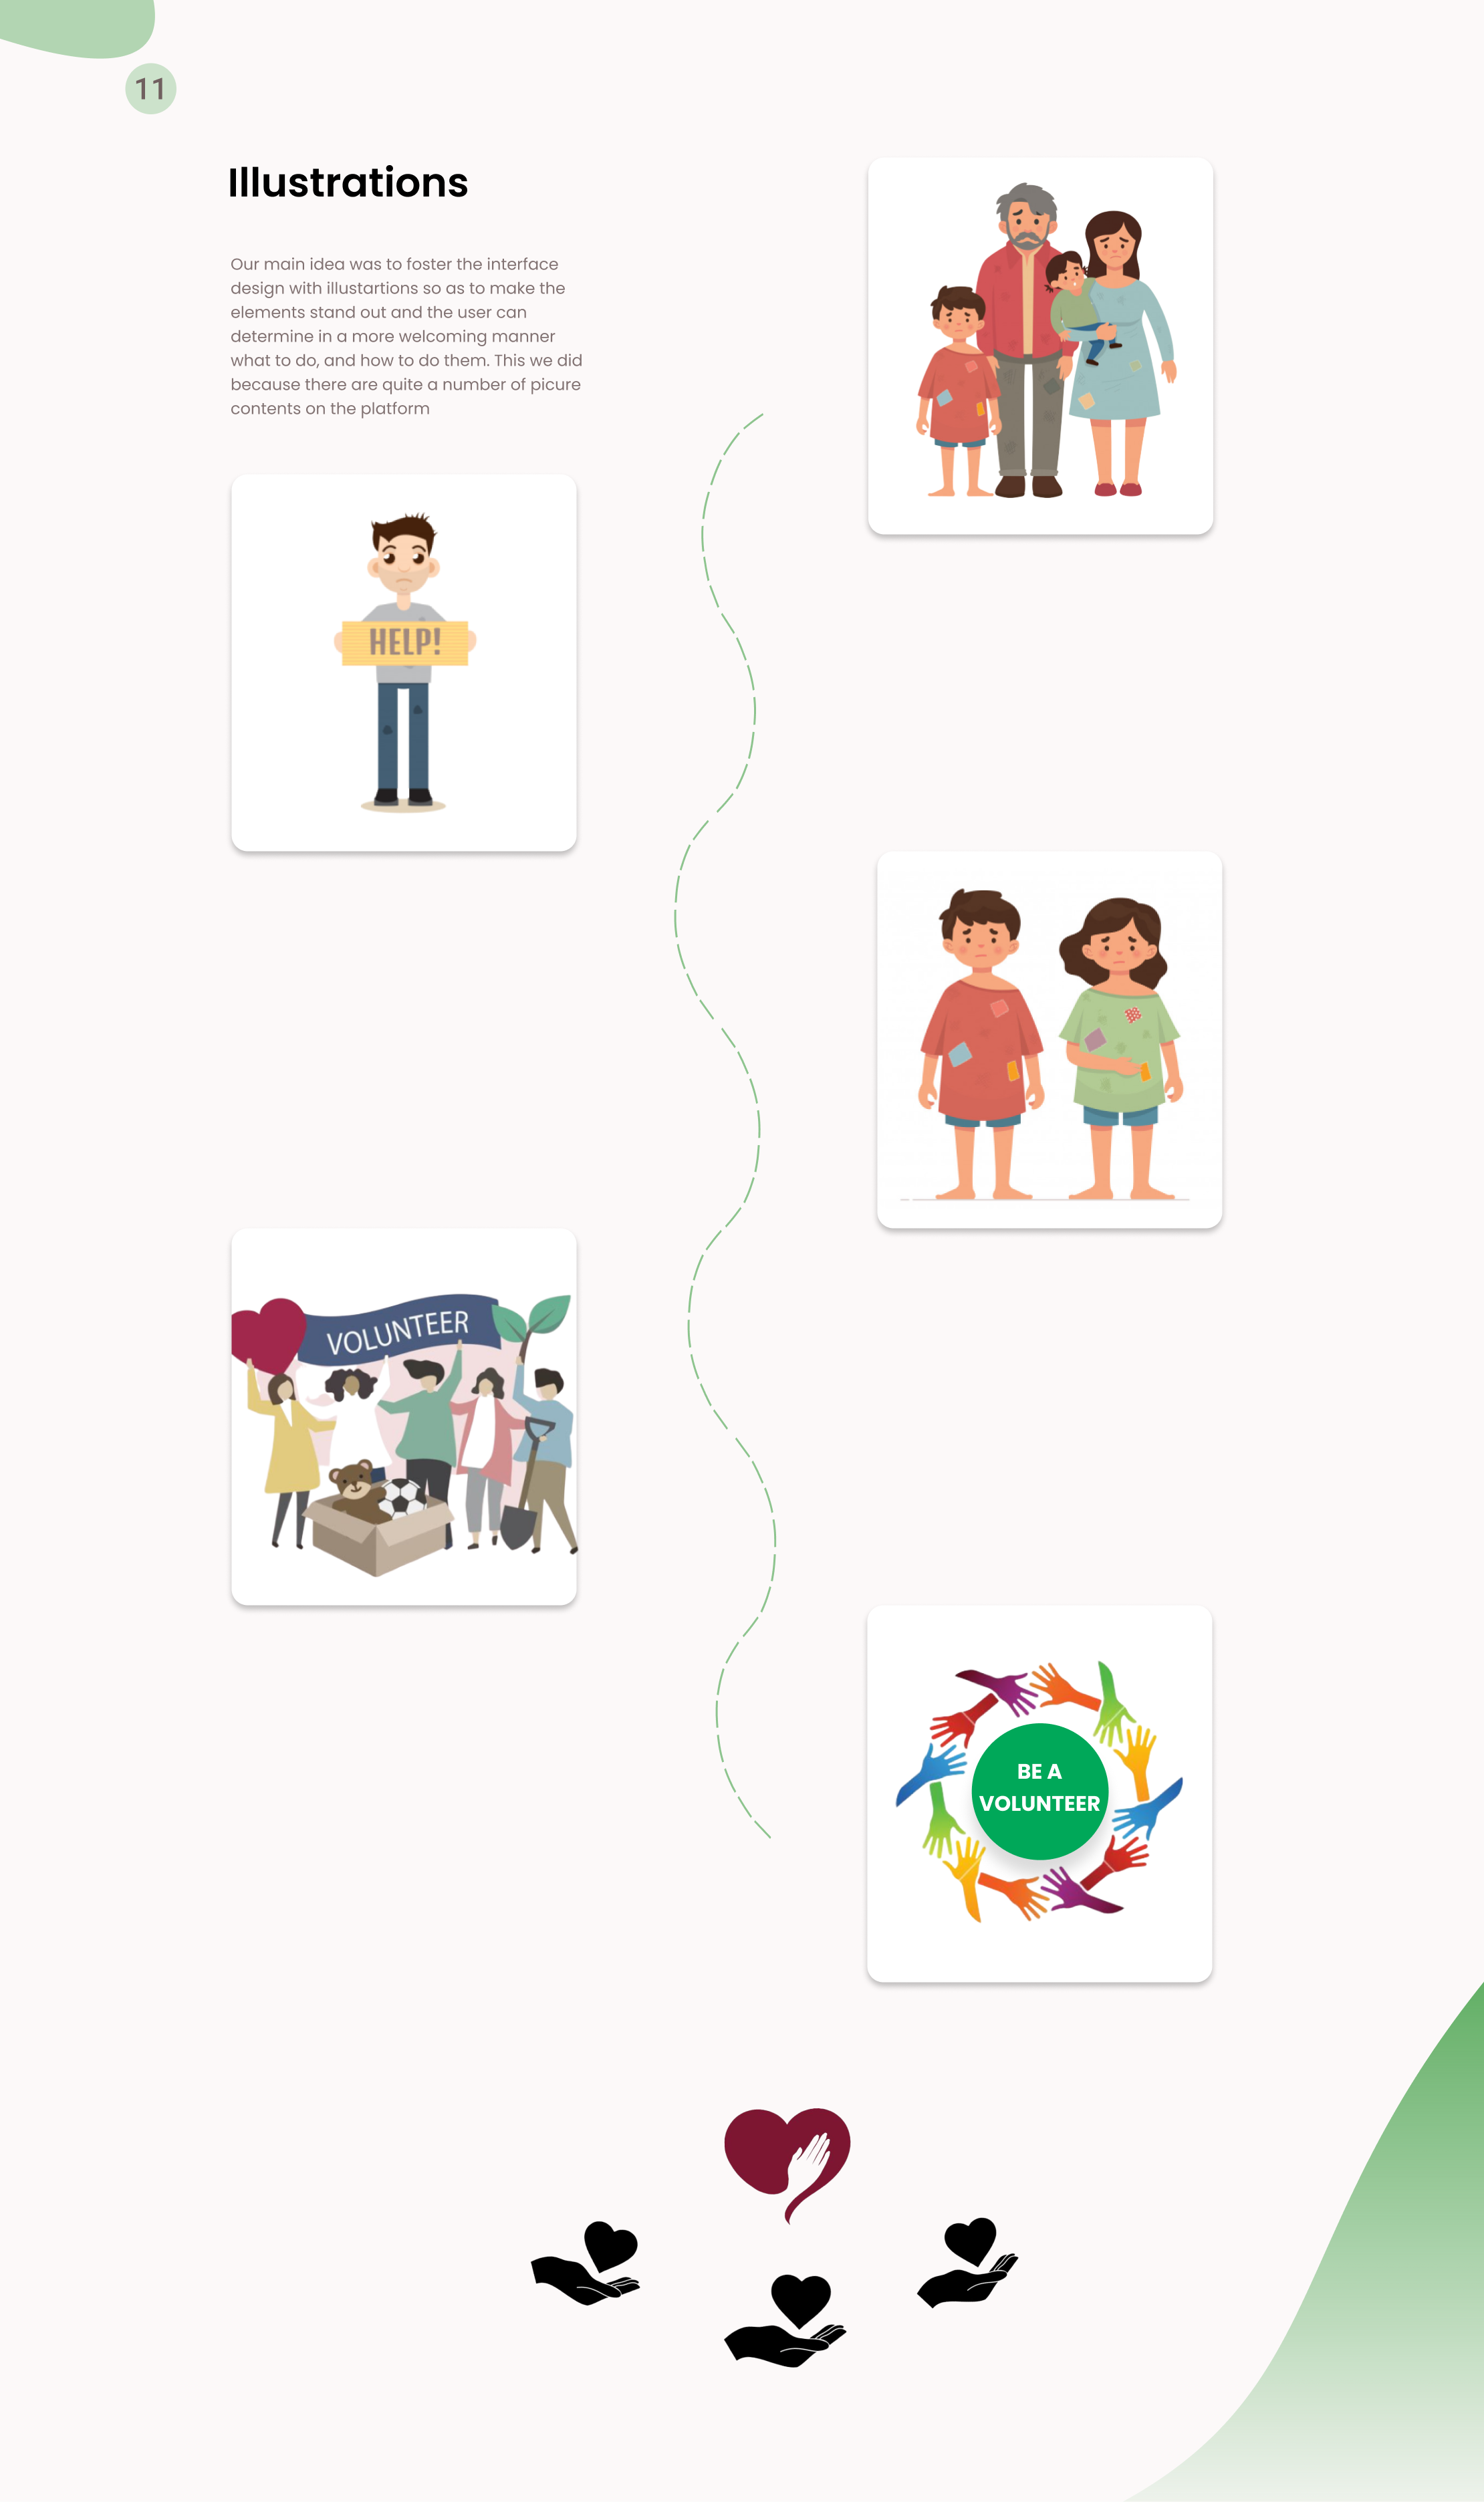 11
Illustrations
Our main idea was to foster the interface
design with illustartions so as to make the
elements stand out and the user can
determine in a more welcoming manner
what to do, and how to do them. This we did
because there are quite a number of picure
contents on the platform
HELP!
VOLUNTEER
BE A
VOLUNTEER